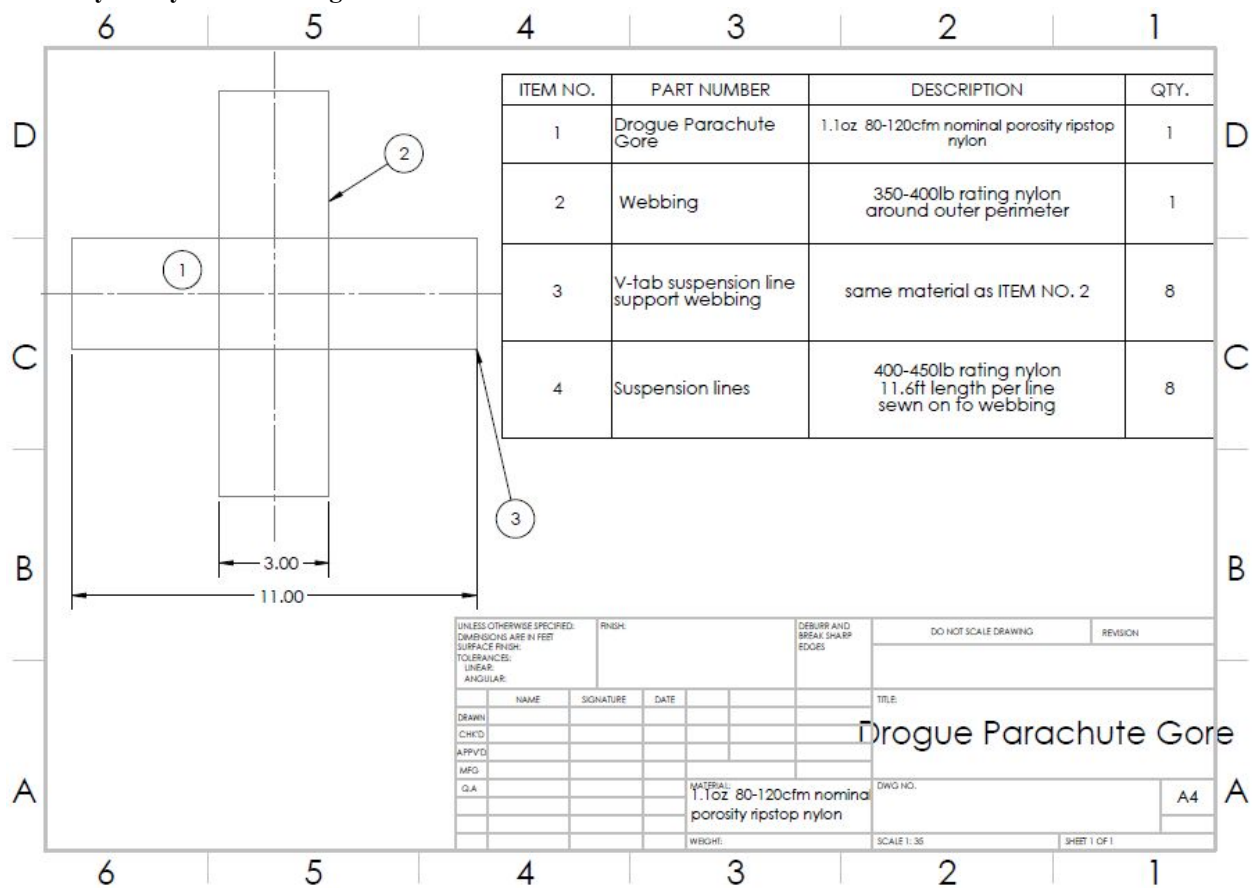 6 5 4 3 2 1
ITEM NO. PART NUMBER DESCRIPTION QTY.
D D
1 Drogue Parachute Gore 1.1oz 80-120cfm nominal porosity ripstop nylon 1
2
2 Webbing 350-400lb rating nylon around outer perimeter 1
1
3 V-tab suspension line support webbing same material as ITEM NO. 2 8
C C
4 Suspension lines 400-450lb rating nylon 11.6ft length per line sewn on to webbing 8
3
B B
3.00
11.00
UNLESS OTHERWISE SPECIFIED:
DIMENSIONS ARE IN FEET
SURFACE FINISH:
TOLERANCES:
LINEAR:
ANGULAR:
FINISH:
DEBURR AND
BREAK SHARP
EDGES
DO NOT SCALE DRAWING
REVISION
NAME SIGNATURE DATE
TITLE:
DRAWN
CHK'D
APPV'D
MFG
Q.A
Drogue Parachute Gore
MATERIAL:
1.1oz 80-120cfm nominal
porosity ripstop nylon
DWG NO.
A4
A A
WEIGHT:
SCALE 1: 35
SHEET 1 OF 1
6 5 4 3 2 1